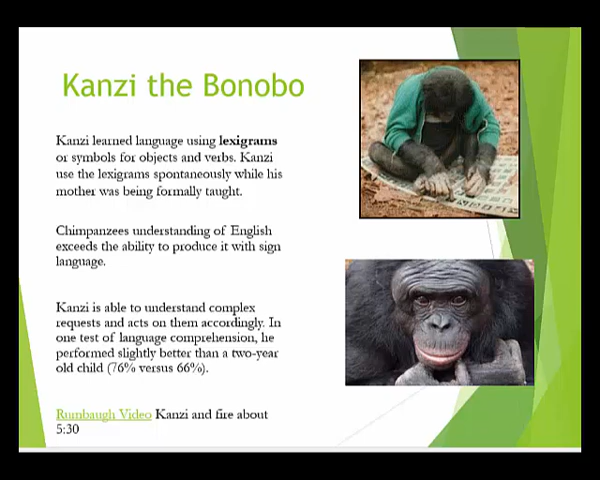 Kanzi the Bonobo
Kanzi learned language using lexigrams
or symbols for objects and verbs. Kanzi
use the lexigrams spontaneously while his
mother was being formally taught.
Chimpanzees understanding of English
exceeds the ability to produce it with sign
language.
Kanzi is able to understand complex
requests and acts on them accordingly. In
one test of language comprehension, he
performed slightly better than a two-year
old child (76% versus 66%).
Rumbaugh Video Kanzi and fire about
5:30